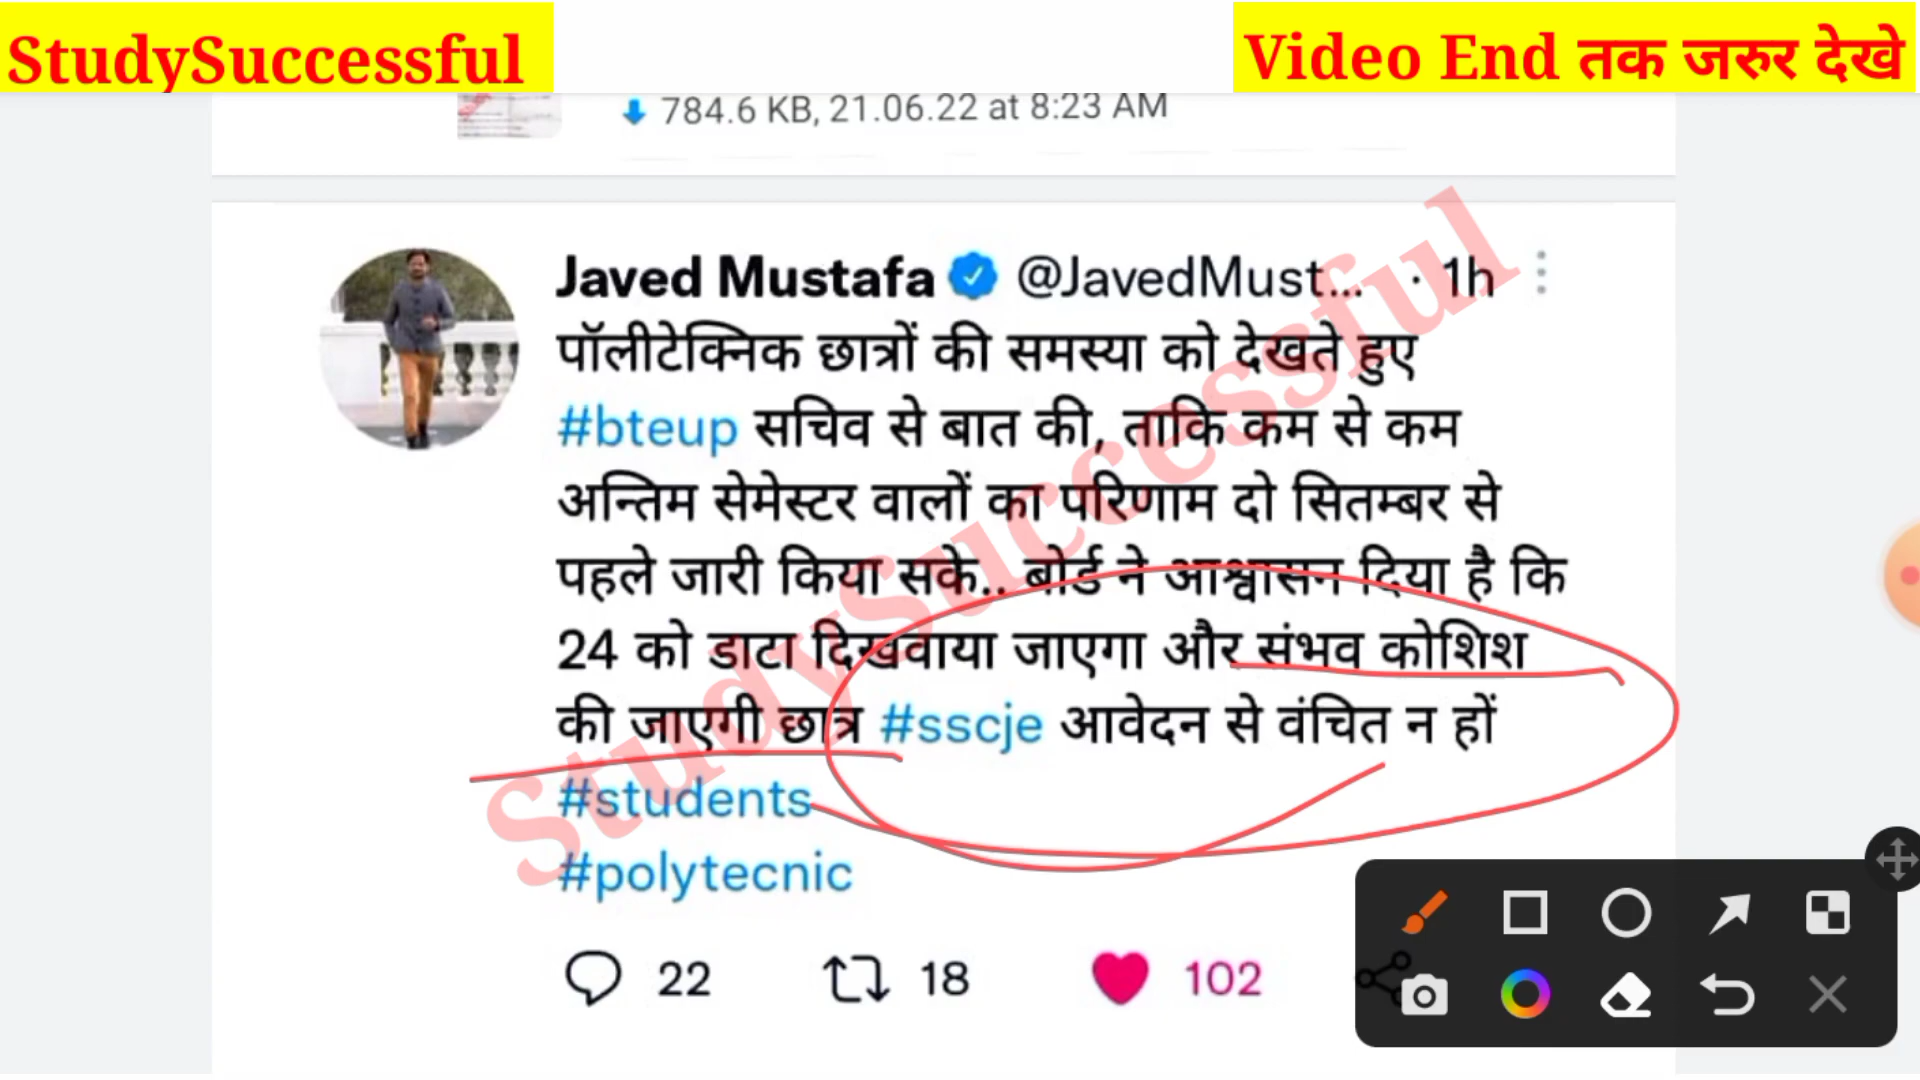 StudySuccessful
Video End तक जरुर देखे
784.6 KB, 21.06.22 at 8:23 AM
Javed Mustafa @JavedMust... · 1h
पॉलीटेक्निक छात्रों की समस्या को देखते हुए
#bteup सचिव से बात की, ताकि कम से कम
अन्तिम सेमेस्टर वालों का परिणाम दो सितम्बर से
पहले जारी किया सके.. बोर्ड ने आश्वासन दिया है कि
24 को डाटा दिखवाया जाएगा और संभव कोशिश
की जाएगी छात्र #sscje आवेदन से वंचित न हों
#students
#polytecnic
22 18 102
StudySuccessful